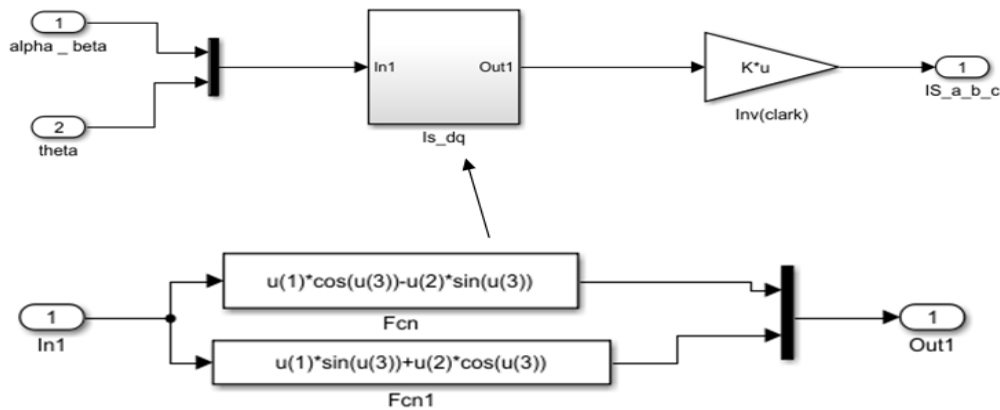 1
alpha _ beta
2
theta
In1
Out1
Is_dq
K*u
Inv(clark)
1
IS_a_b_c
1
In1
u(1)*cos(u(3))-u(2)*sin(u(3))
Fcn
u(1)*sin(u(3))+u(2)*cos(u(3))
Fcn1
1
Out1